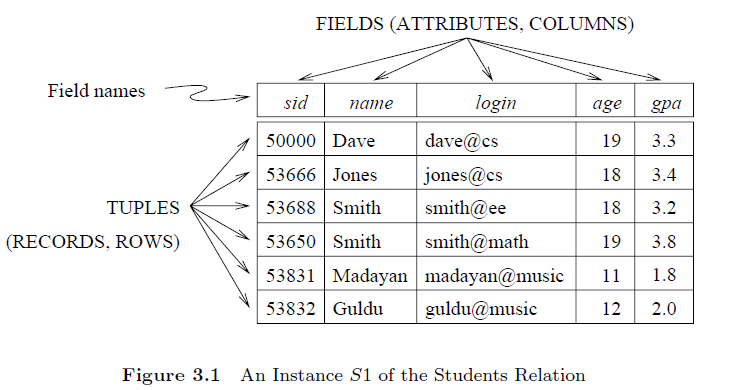 FIELDS (ATTRIBUTES, COLUMNS)
Field names
sid name login age gpa
50000 Dave dave@cs 19 3.3
53666 Jones jones@cs 18 3.4
TUPLES
(RECORDS, ROWS)
53688 Smith smith@ee 18 3.2
53650 Smith smith@math 19 3.8
53831 Madayan madayan@music 11 1.8
53832 Guldu guldu@music 12 2.0
Figure 3.1 An Instance S1 of the Students Relation